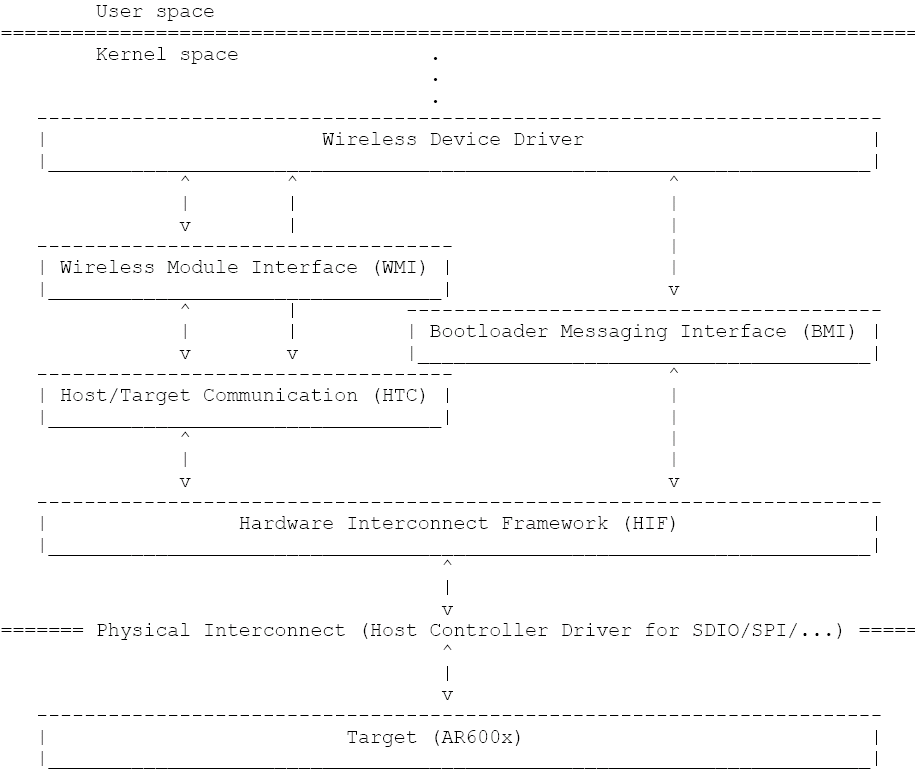 User space
Kernel space
Wireless Device Driver
Wireless Module Interface (WMI)
Bootloader Messaging Interface (BMI)
Host/Target Communication (HTC)
Hardware Interconnect Framework (HIF)
Physical Interconnect (Host Controller Driver for SDIO/SPI/...)
Target (AR600x)